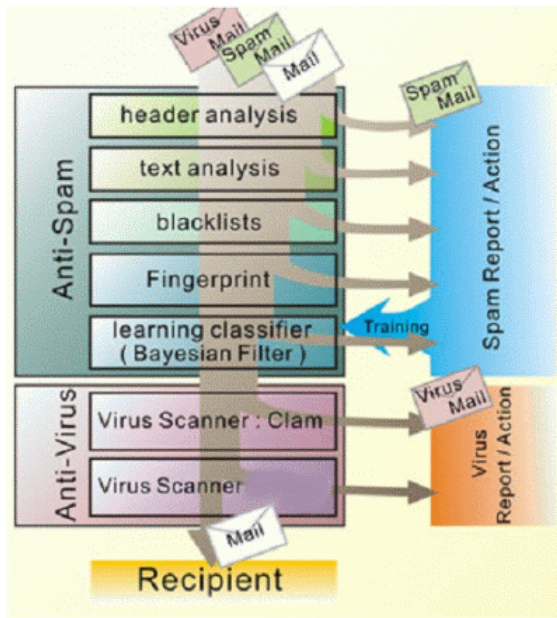 Virus
Mail
Spam
Mail
Mail
Spam
Mail
Anti-Spam
header analysis
text analysis
blacklists
Fingerprint
learning classifier
( Bayesian Filter )
Training
Spam Report / Action
Anti-Virus
Virus Scanner : Clam
Virus Scanner
Virus
Mail
Virus
Report / Action
Mail
Recipient